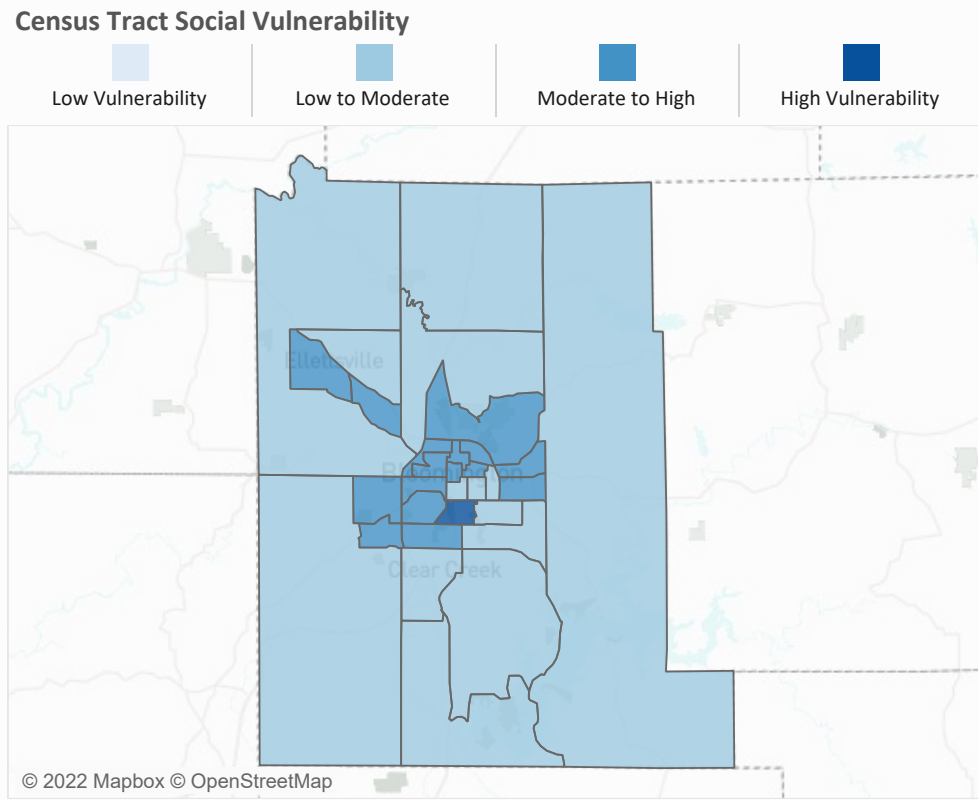 Census Tract Social Vulnerability
Low Vulnerability
Low to Moderate
Moderate to High
High Vulnerability
Ellettsville
Bloomington
Clear Creek
© 2022 Mapbox © OpenStreetMap